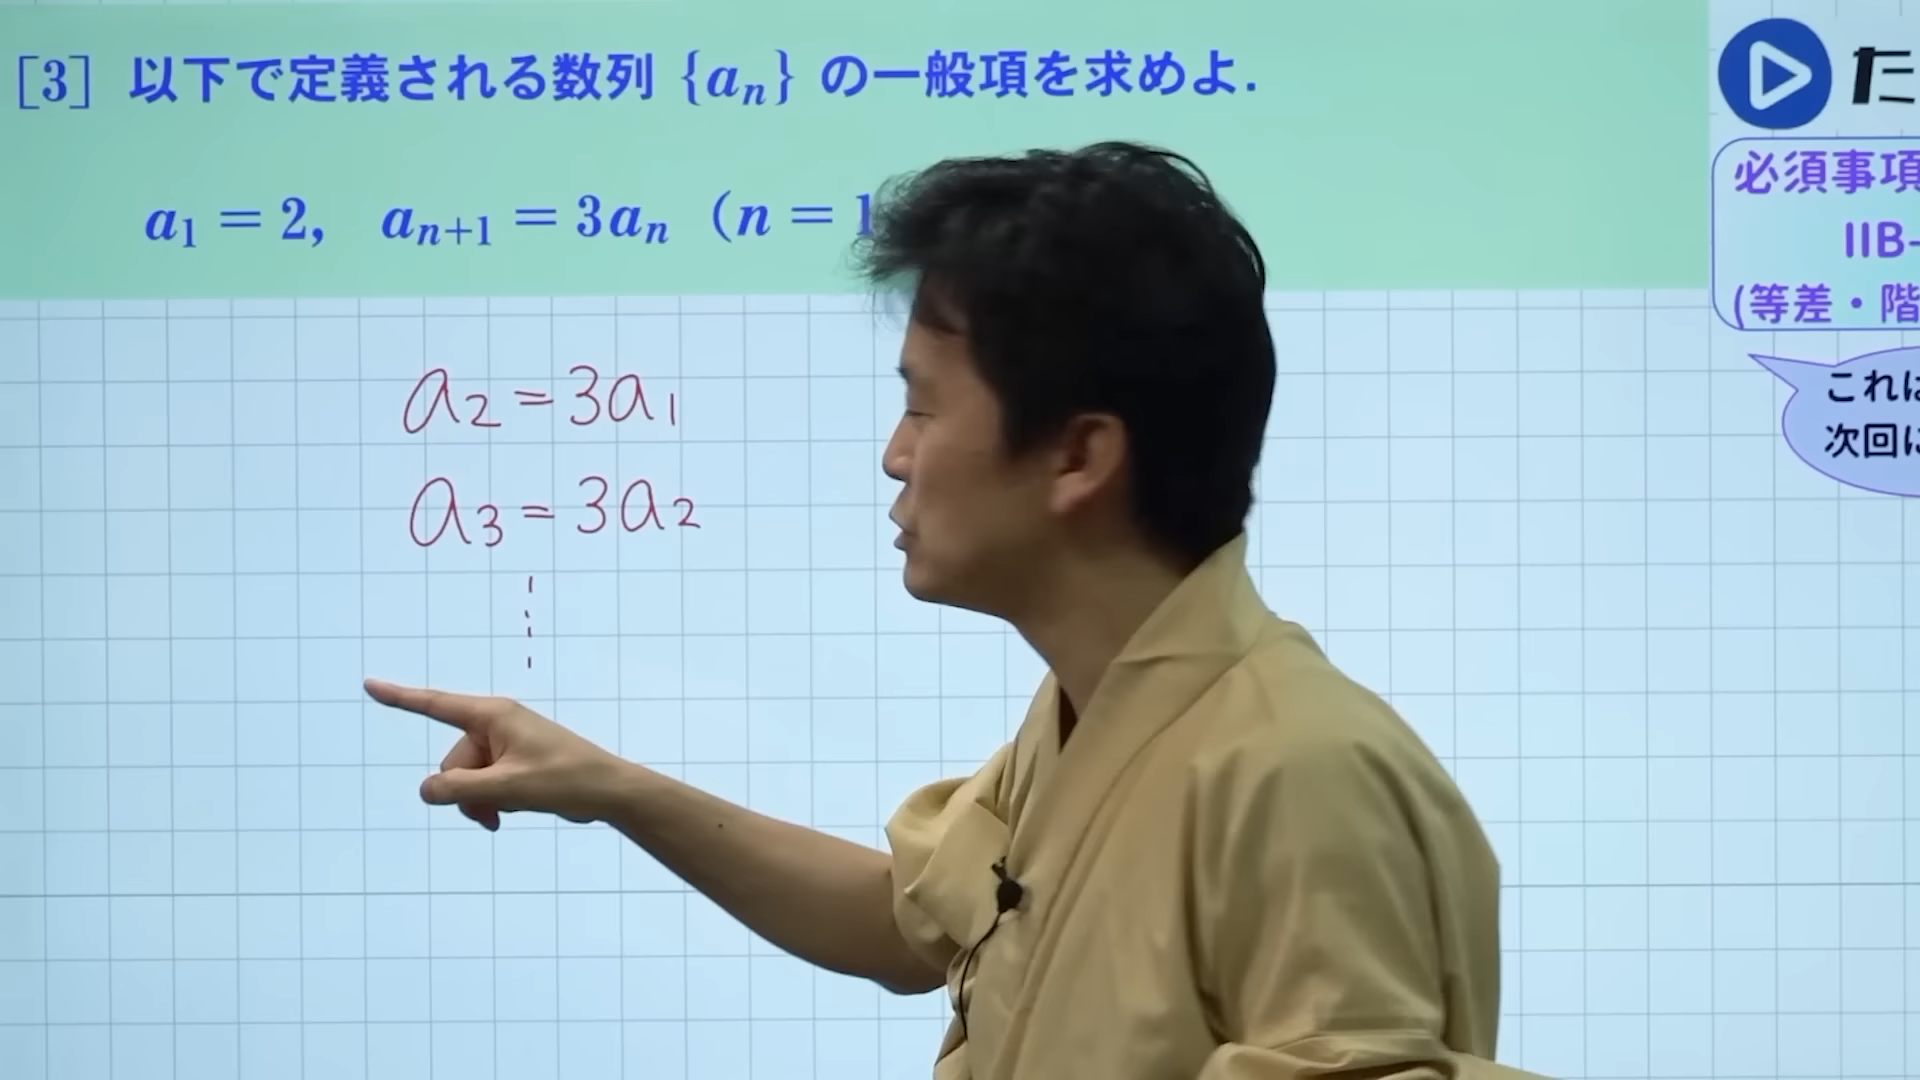 [3] 以下で定義される数列 {aₙ} の一般項を求めよ.
a₁ = 2, aₙ₊₁ = 3aₙ (n = 1
a₂ = 3a₁
a₃ = 3a₂
た
必須事項
IIB-
(等差・階
これは
次回に